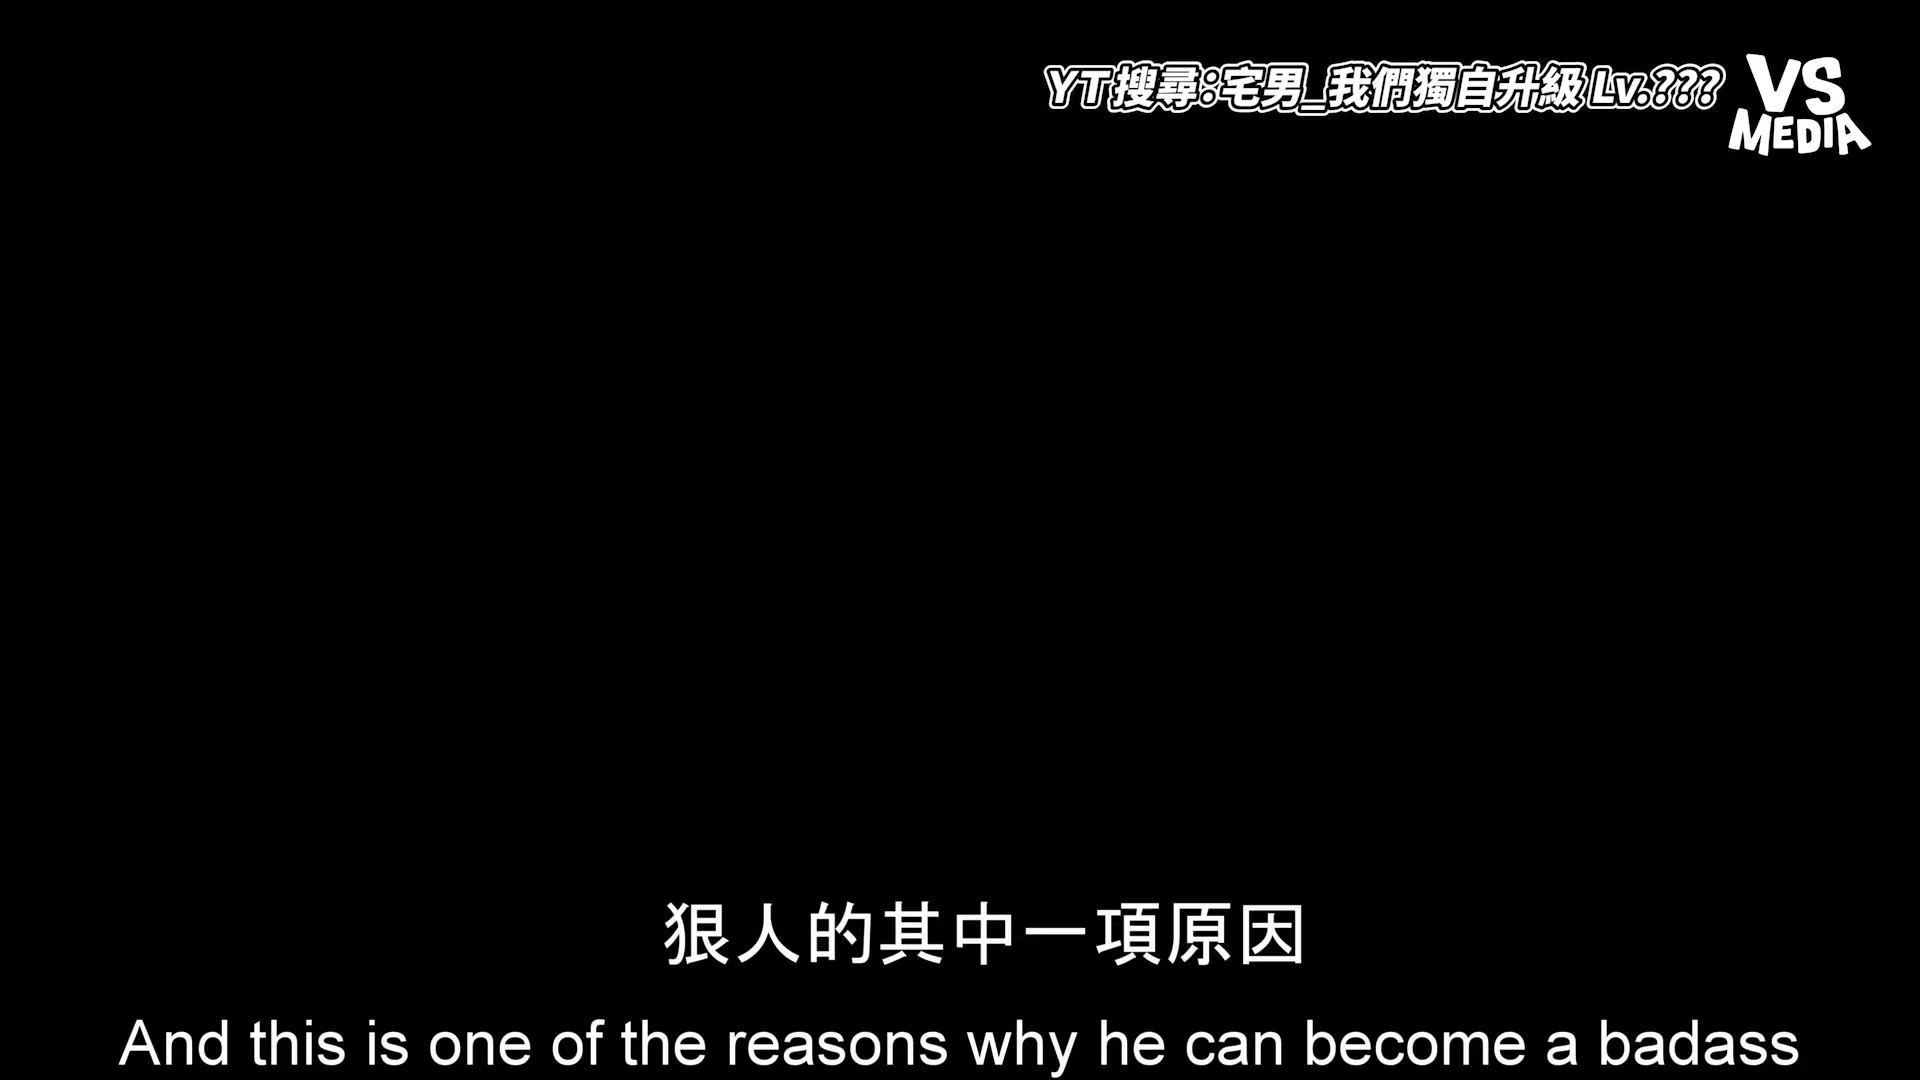 YT搜尋:宅男_我們獨自升級 Lv.???
VS
MEDIA
狠人的其中一項原因
And this is one of the reasons why he can become a badass